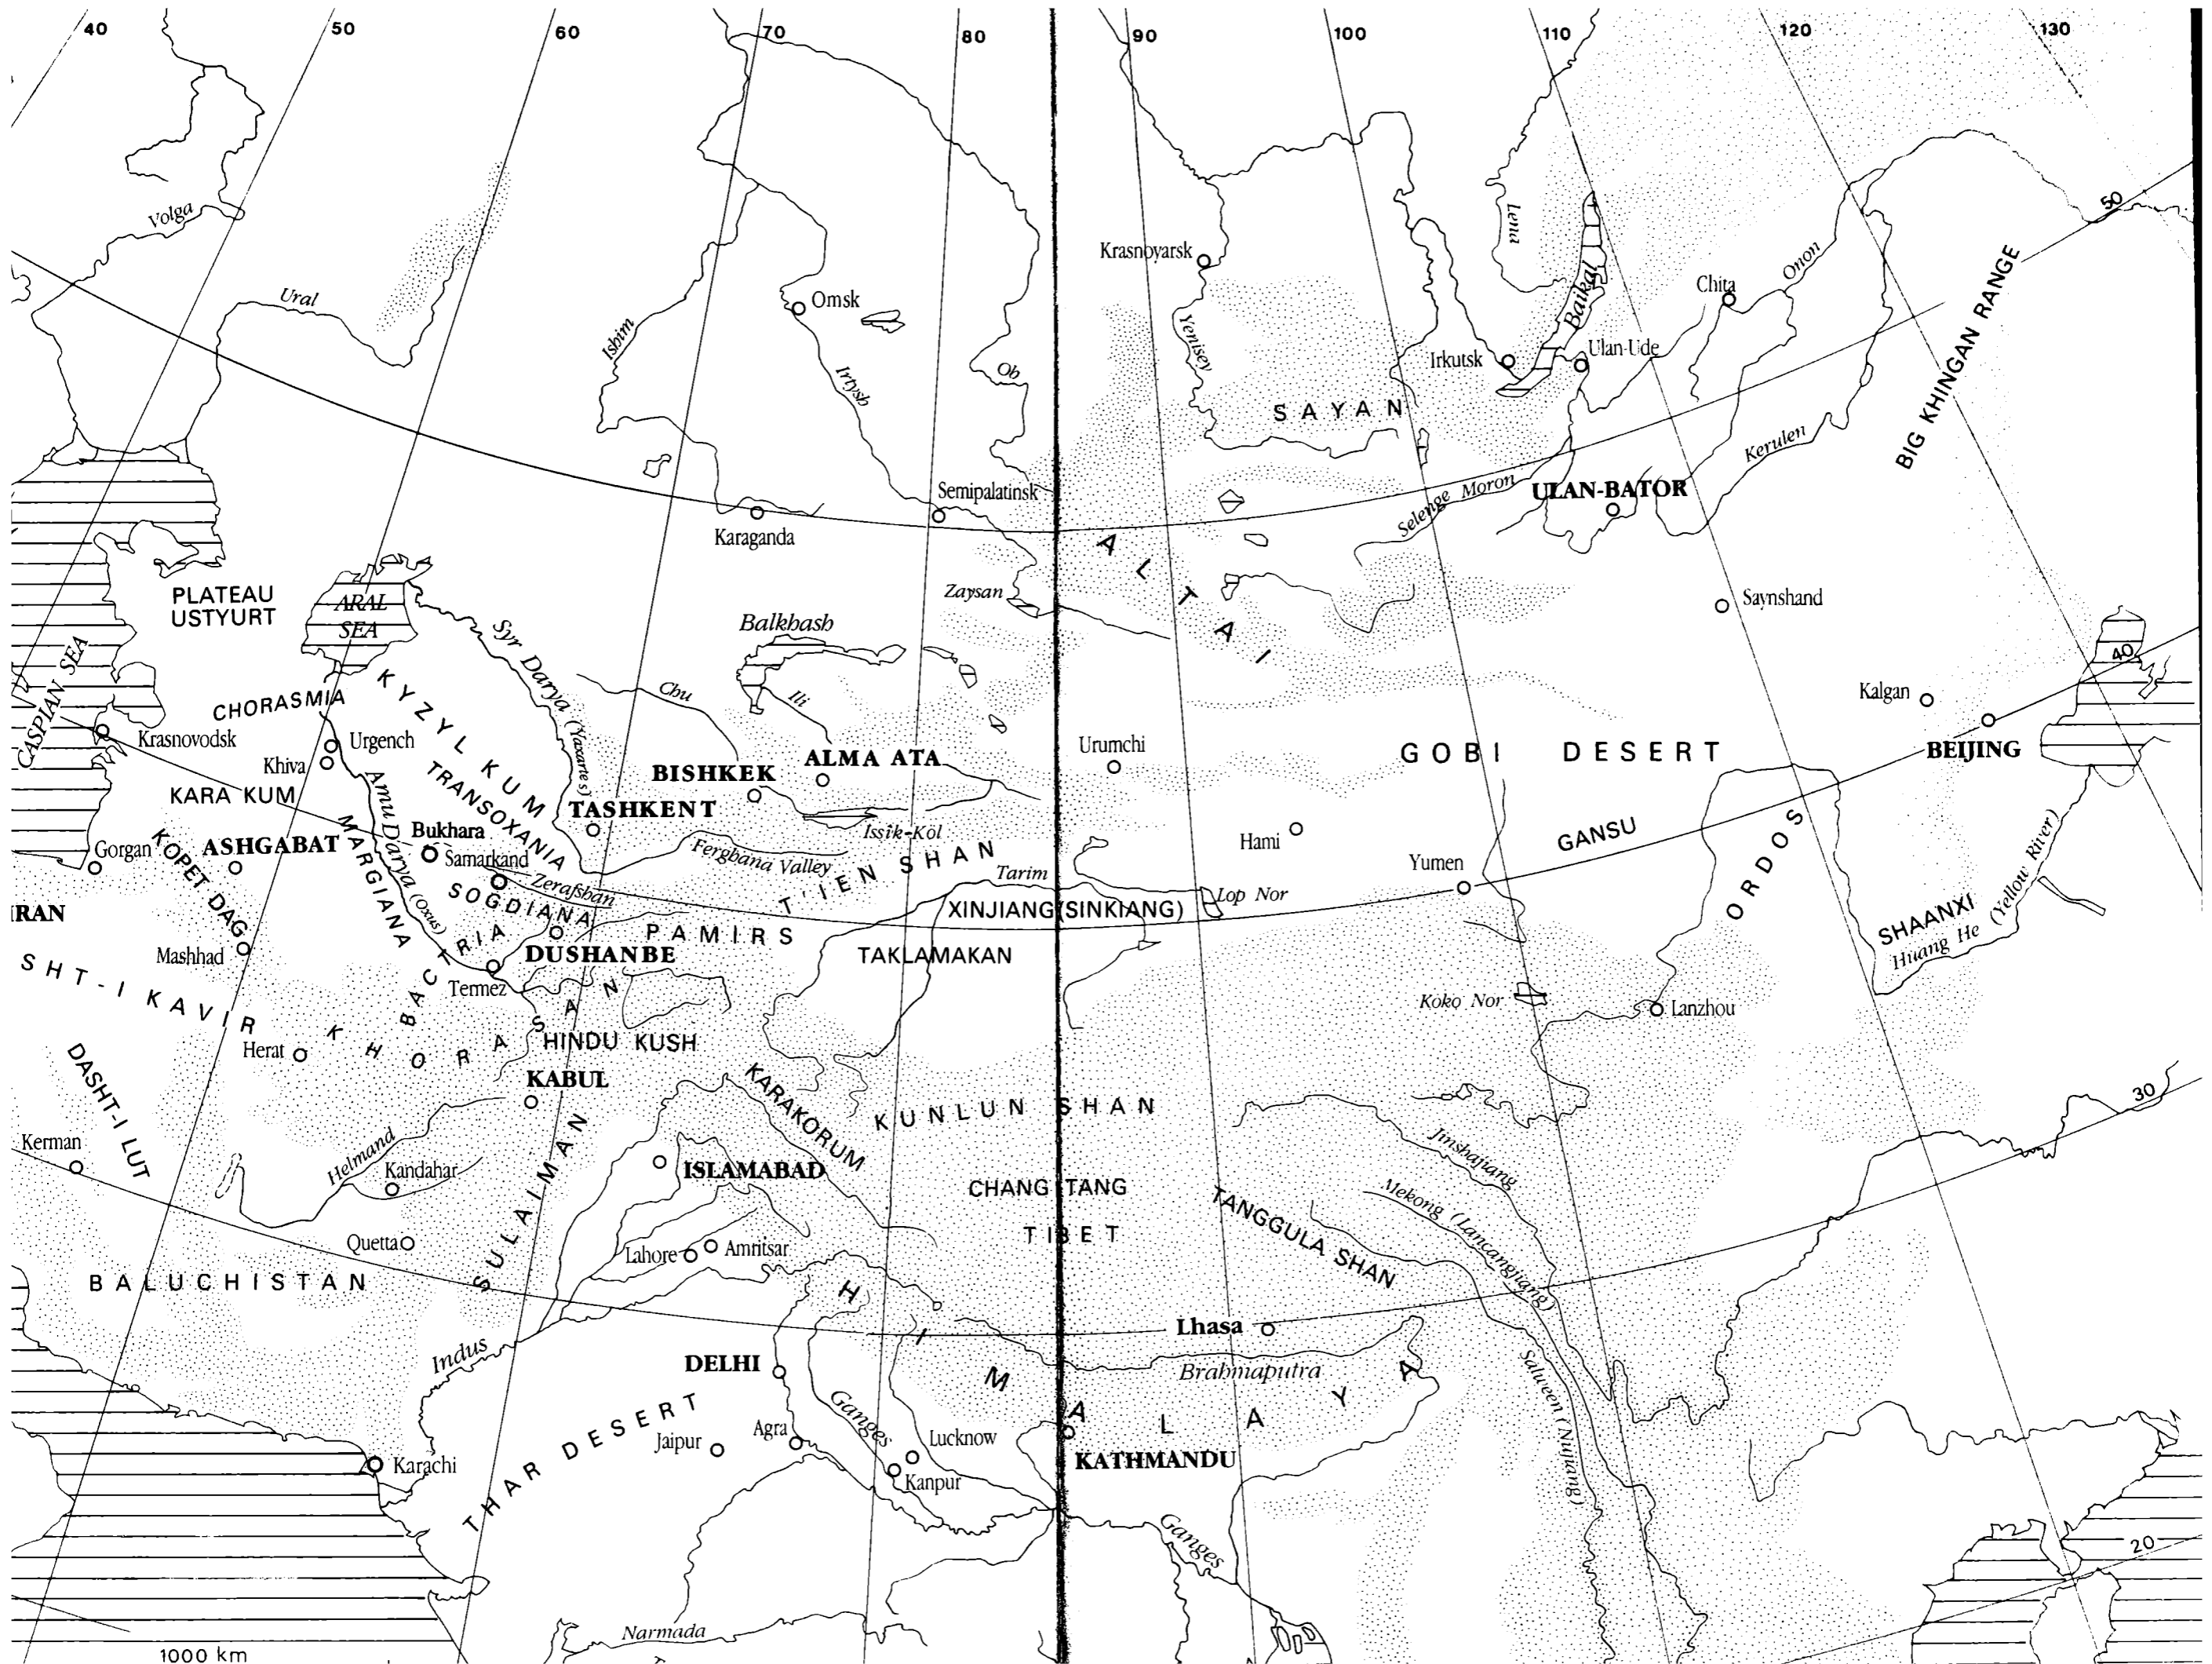 40
50
60
70
80
90
100
110
120
130
Volga
Ural
Ishim
Omsk
Irtysh
Ob
Krasnoyarsk
Yenisey
Lena
Baikal
Irkutsk
Ulan-Ude
Chita
Onon
50
BIG KHINGAN RANGE
SAYAN
Kerulen
Semipalatinsk
Karaganda
Selenge Moron
ULAN-BATOR
ALTAI
Zaysan
Saynshand
PLATEAU
USTYURT
ARAL
SEA
Syr Darya (Yaxartes)
Balkhash
Chu
Ili
CASPIAN SEA
40
Kalgan
BEIJING
CHORASMIA
KYZYL KUM
Krasnovodsk
Urgench
Khiva
TRANSOXANIA
BISHKEK
ALMA ATA
Urumchi
GOBI DESERT
KARA KUM
Amu Darya (Oxus)
TASHKENT
Issik-Köl
Hami
GANSU
Yumen
ORDOS
MARGIANA
Bukhara
Samarkand
Gorgan
ASHGABAT
KOPET DAG
Ferghana Valley
T'IEN SHAN
Tarim
Lop Nor
Zerafshan
SOGDIANA
XINJIANG (SINKIANG)
SHAANXI
Huang He (Yellow River)
IRAN
Mashhad
BACTRIA
DUSHANBE
PAMIRS
TAKLAMAKAN
SHT-I KAVIR
Termez
Koko Nor
Lanzhou
KHORASAN
Herat
HINDU KUSH
DASHT-I LUT
KABUL
KARAKORUM
KUNLUN SHAN
30
Kerman
Helmand
Kandahar
SULAIMAN
ISLAMABAD
CHANG TANG
Jinshajiang
TANGGULA SHAN
Mekong (Lancangjiang)
TIBET
Quetta
Lahore
Amritsar
BALUCHISTAN
HIMALAYA
Lhasa
Indus
DELHI
Brahmaputra
Salween (Nujiang)
THAR DESERT
Jaipur
Agra
Ganges
Lucknow
Kanpur
KATHMANDU
Karachi
Ganges
20
Narmada
1000 km